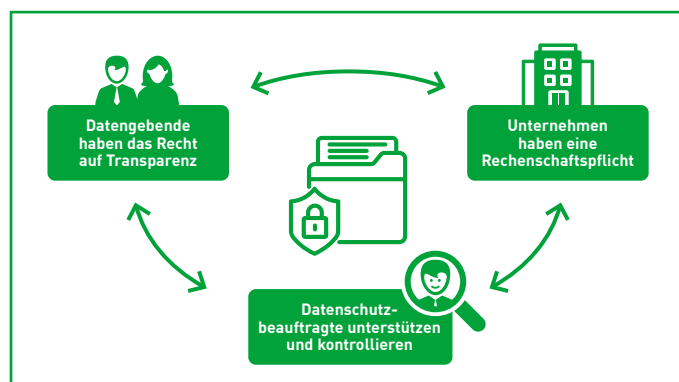 Datengebende
haben das Recht
auf Transparenz
Unternehmen
haben eine
Rechenschaftspflicht
Datenschutz-
beauftragte unterstützen
und kontrollieren